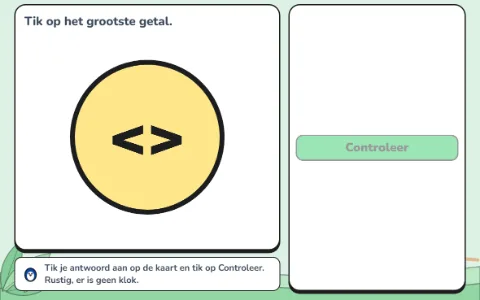 Tik op het grootste getal.
<>
Controleer
Tik je antwoord aan op de kaart en tik op Controleer.
Rustig, er is geen klok.